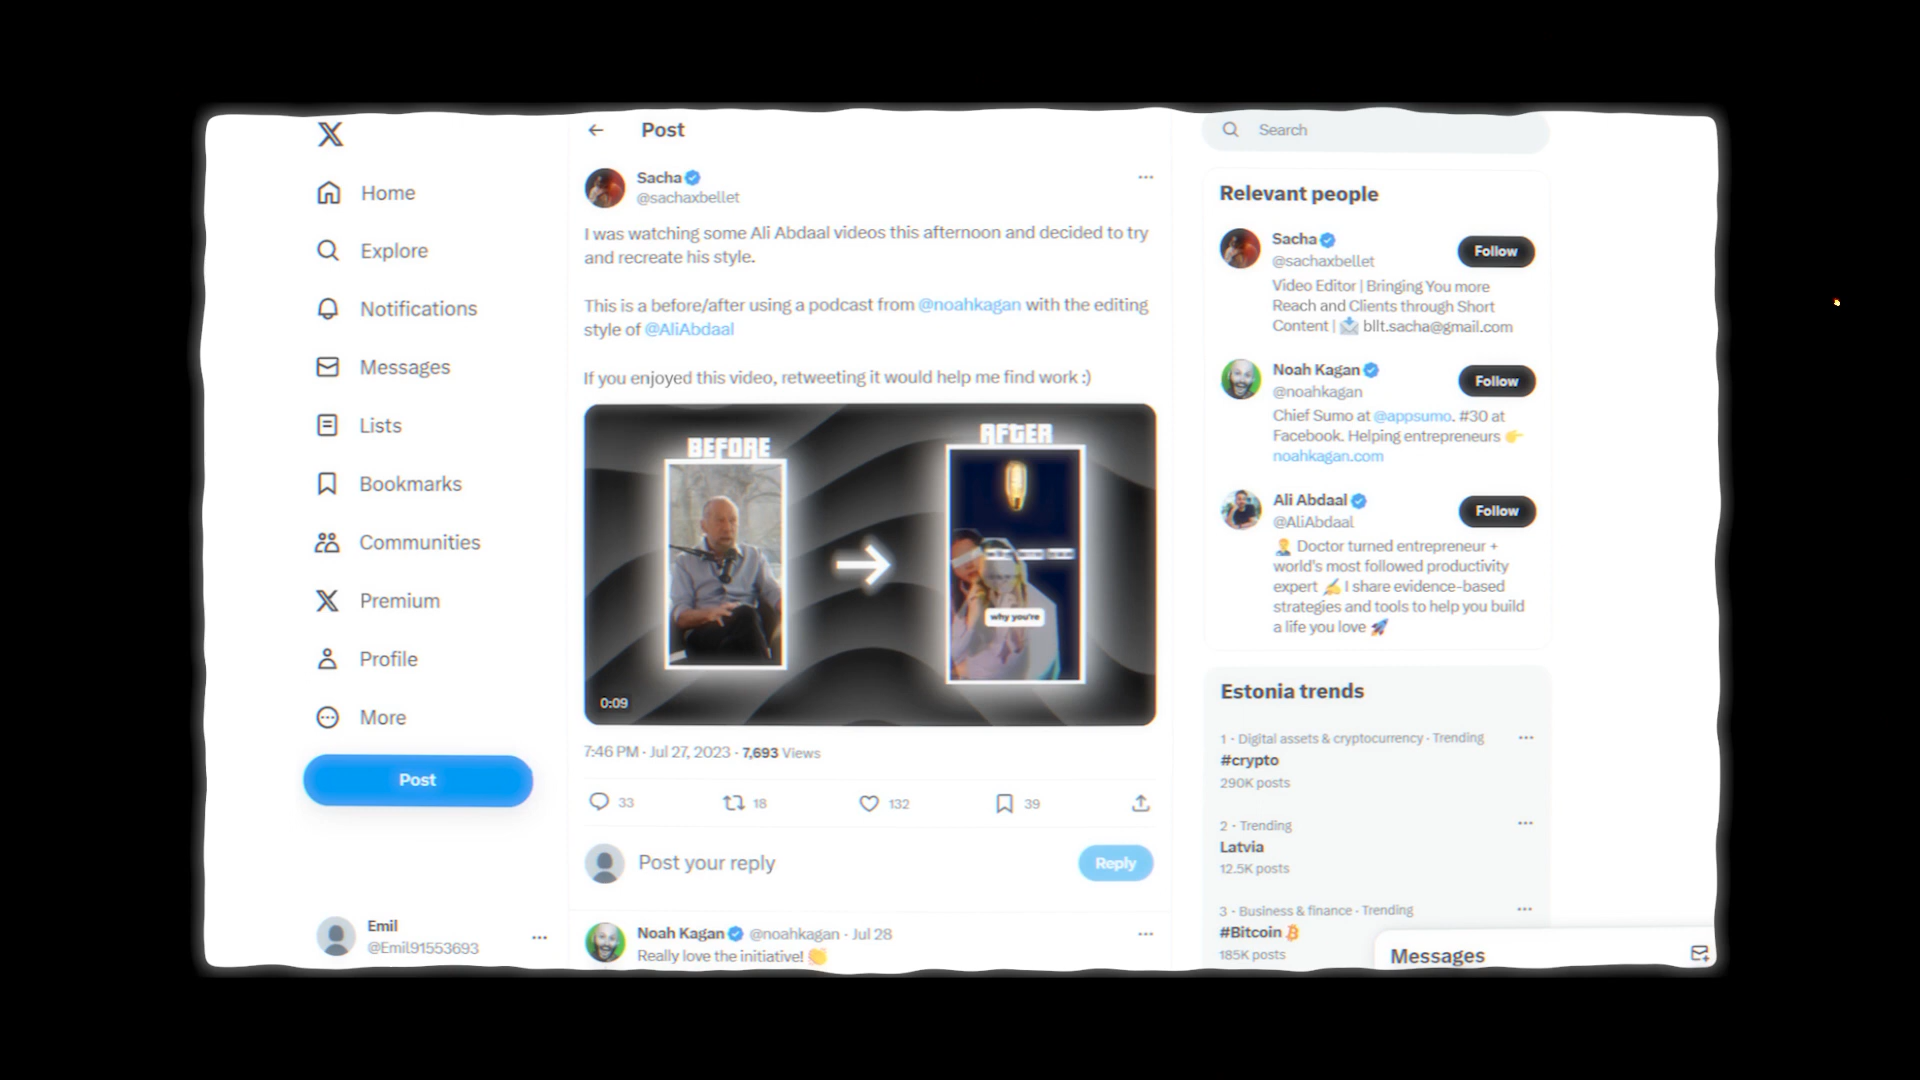 Home
Explore
Notifications
Messages
Lists
Bookmarks
Communities
Premium
Profile
More
Post
Emil
@Emil91553693
Post
Sacha
@sachaxbellet
I was watching some Ali Abdaal videos this afternoon and decided to try
and recreate his style.
This is a before/after using a podcast from @noahkagan with the editing
style of @AliAbdaal
If you enjoyed this video, retweeting it would help me find work :)
BEFORE
AFTER
why you're
0:09
7:46 PM · Jul 27, 2023 · 7,693 Views
33
18
132
39
Post your reply
Reply
Noah Kagan @noahkagan · Jul 28
Really love the initiative! 👏
Search
Relevant people
Sacha
@sachaxbellet
Follow
Video Editor | Bringing You more
Reach and Clients through Short
Content | 📩 bllt.sacha@gmail.com
Noah Kagan
@noahkagan
Follow
Chief Sumo at @appsumo. #30 at
Facebook. Helping entrepreneurs 👉
noahkagan.com
Ali Abdaal
@AliAbdaal
Follow
👨‍⚕️ Doctor turned entrepreneur +
world's most followed productivity
expert ✍️ I share evidence-based
strategies and tools to help you build
a life you love 🚀
Estonia trends
1 · Digital assets & cryptocurrency · Trending
#crypto
290K posts
2 · Trending
Latvia
12.5K posts
3 · Business & finance · Trending
#Bitcoin
185K posts
Messages